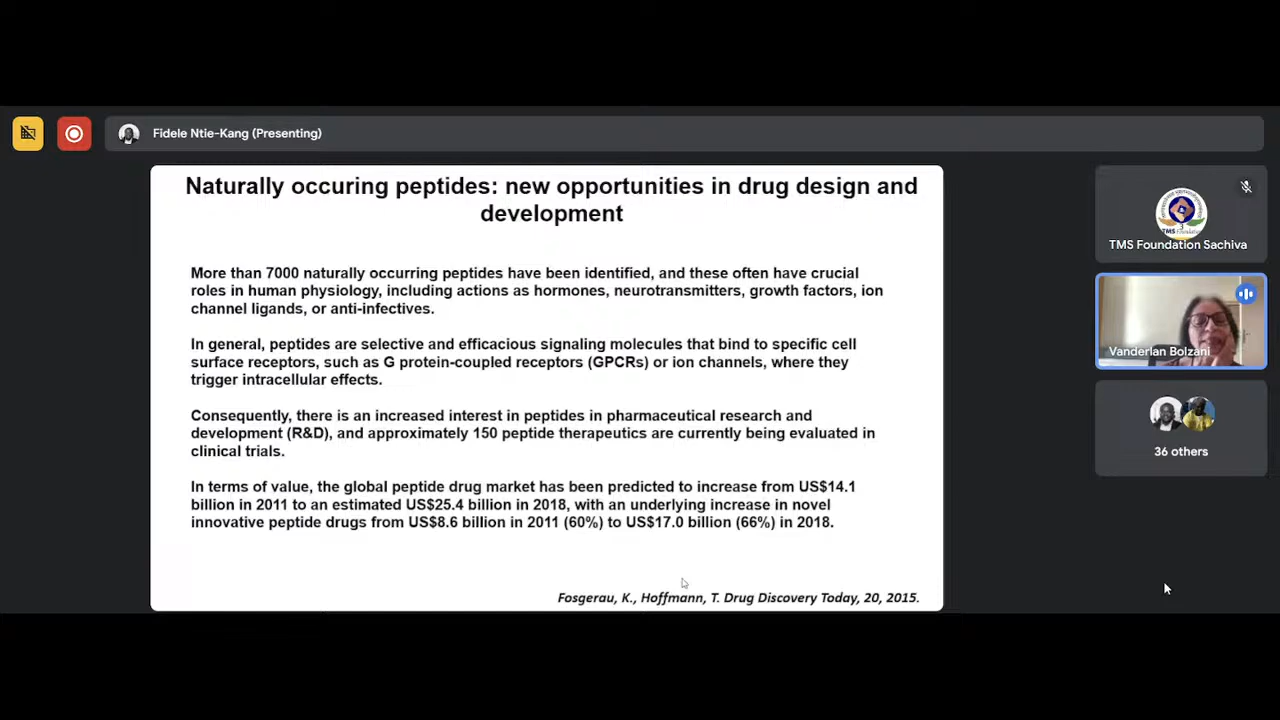 Fidele Ntie-Kang (Presenting)
Naturally occuring peptides: new opportunities in drug design and
development
More than 7000 naturally occurring peptides have been identified, and these often have crucial
roles in human physiology, including actions as hormones, neurotransmitters, growth factors, ion
channel ligands, or anti-infectives.
In general, peptides are selective and efficacious signaling molecules that bind to specific cell
surface receptors, such as G protein-coupled receptors (GPCRs) or ion channels, where they
trigger intracellular effects.
Consequently, there is an increased interest in peptides in pharmaceutical research and
development (R&D), and approximately 150 peptide therapeutics are currently being evaluated in
clinical trials.
In terms of value, the global peptide drug market has been predicted to increase from US$14.1
billion in 2011 to an estimated US$25.4 billion in 2018, with an underlying increase in novel
innovative peptide drugs from US$8.6 billion in 2011 (60%) to US$17.0 billion (66%) in 2018.
Fosgerau, K., Hoffmann, T. Drug Discovery Today, 20, 2015.
TMS Foundation
TMS Foundation Sachiva
Vanderlan Bolzani
36 others